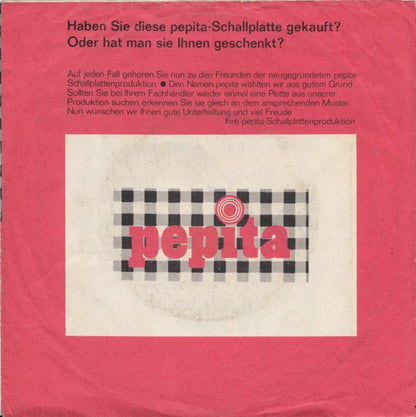 Haben Sie diese pepita-Schallplatte gekauft?
Oder hat man sie Ihnen geschenkt?
Auf jeden Fall gehören Sie nun zu den Freunden der neugegründeten pepita-
Schallplattenproduktion. ● Den Namen pepita wählten wir aus gutem Grund.
Sollten Sie bei Ihrem Fachhändler wieder einmal eine Platte aus unserer
Produktion suchen, erkennen Sie sie gleich an dem ansprechenden Muster.
Nun wünschen wir Ihnen gute Unterhaltung und viel Freude
Ihre pepita-Schallplattenproduktion
pepita